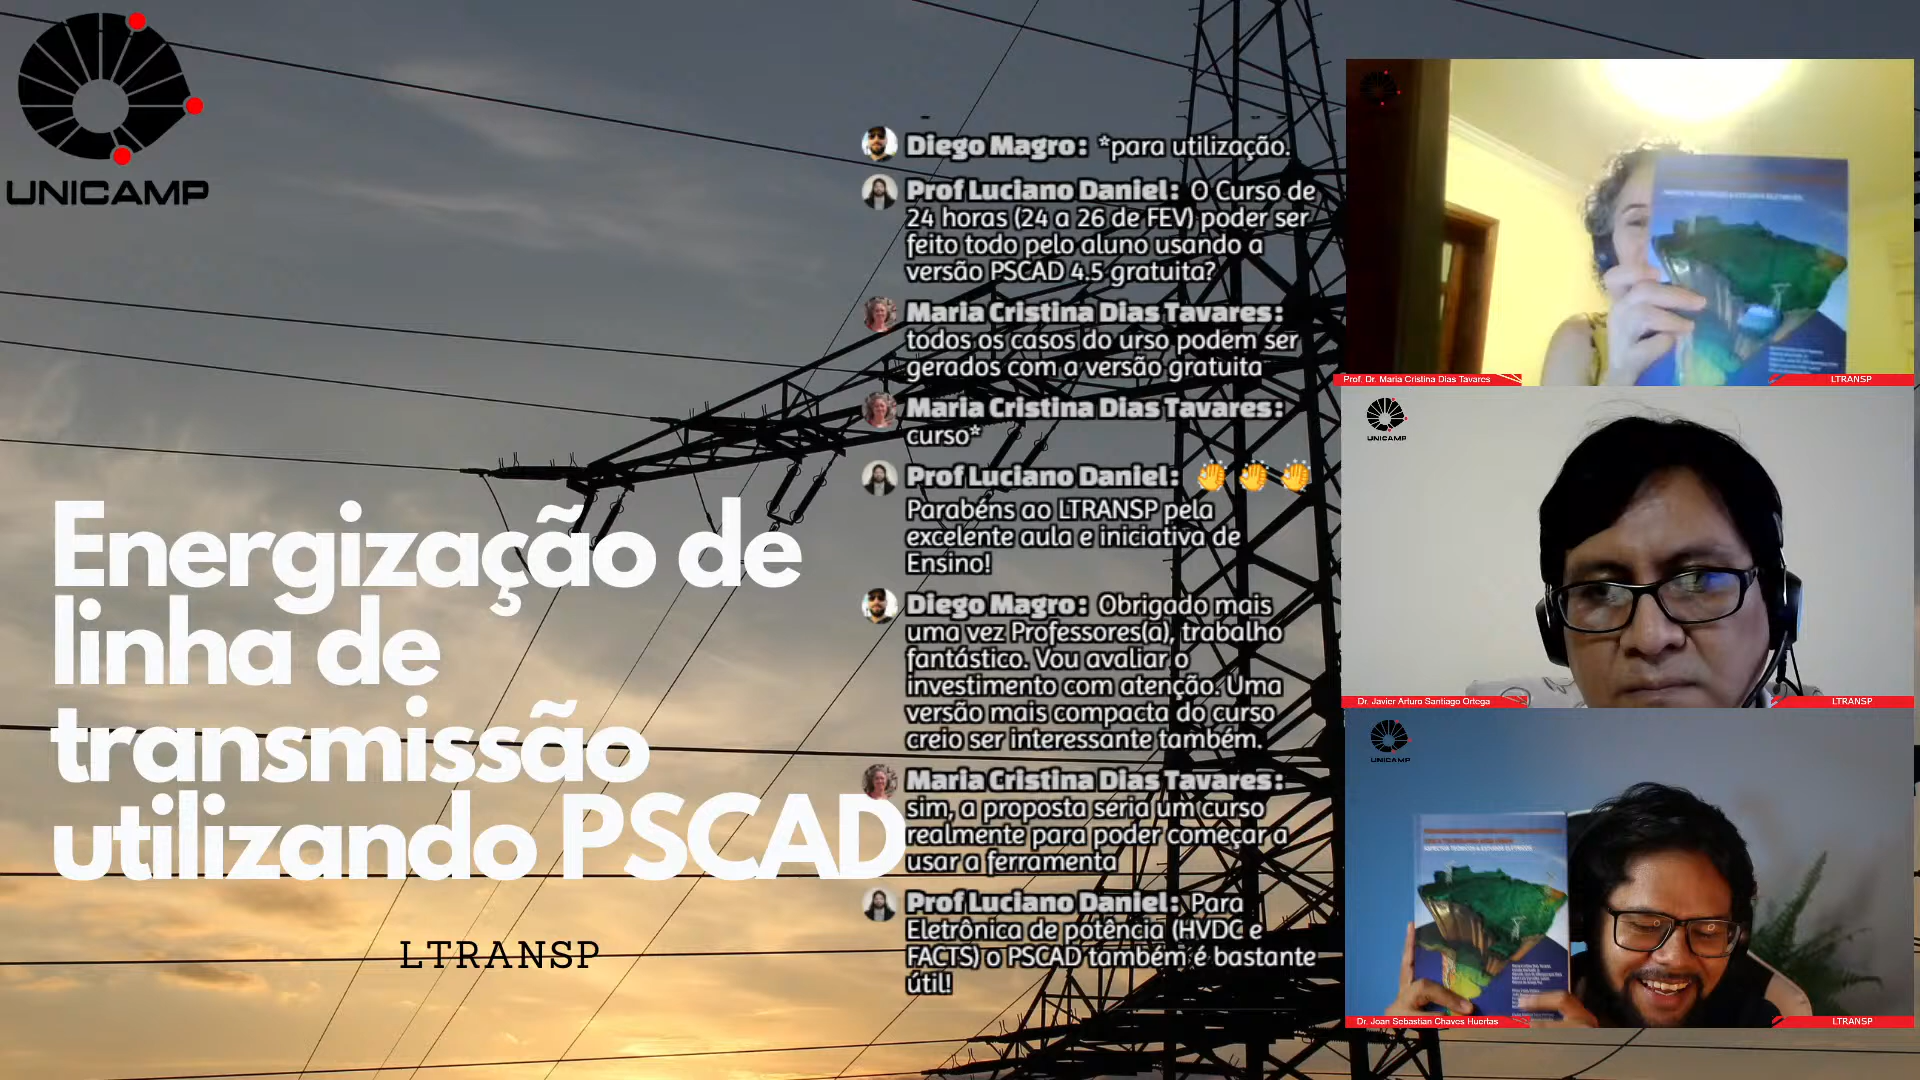 UNICAMP
Energização de
linha de
transmissão
utilizando PSCAD
LTRANSP
Diego Magro: *para utilização.
Prof Luciano Daniel: O Curso de
24 horas (24 a 26 de FEV) poder ser
feito todo pelo aluno usando a
versão PSCAD 4.5 gratuita?
Maria Cristina Dias Tavares:
todos os casos do urso podem ser
gerados com a versão gratuita
Maria Cristina Dias Tavares:
curso*
Prof Luciano Daniel: 👏 👏 👏
Parabéns ao LTRANSP pela
excelente aula e iniciativa de
Ensino!
Diego Magro: Obrigado mais
uma vez Professores(a), trabalho
fantástico. Vou avaliar o
investimento com atenção. Uma
versão mais compacta do curso
creio ser interessante também.
Maria Cristina Dias Tavares:
sim, a proposta seria um curso
realmente para poder começar a
usar a ferramenta
Prof Luciano Daniel: Para
Eletrônica de potência (HVDC e
FACTS) o PSCAD também é bastante
útil!
Prof. Dr. Maria Cristina Dias Tavares
LTRANSP
UNICAMP
Dr. Javier Arturo Santiago Ortega
LTRANSP
UNICAMP
ASPECTOS TÉCNICOS & ESTUDOS ELÉTRICOS
Dr. Joan Sebastian Chaves Huertas
LTRANSP